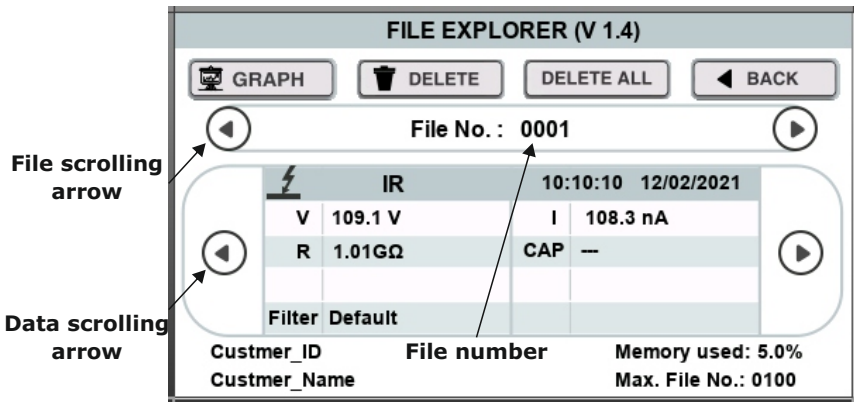 FILE EXPLORER (V 1.4)
GRAPH DELETE DELETE ALL BACK
File No. : 0001
File scrolling
arrow
IR 10:10:10 12/02/2021
V 109.1 V I 108.3 nA
R 1.01GΩ CAP ---
Filter Default
Data scrolling
arrow
Custmer_ID File number Memory used: 5.0%
Custmer_Name Max. File No.: 0100